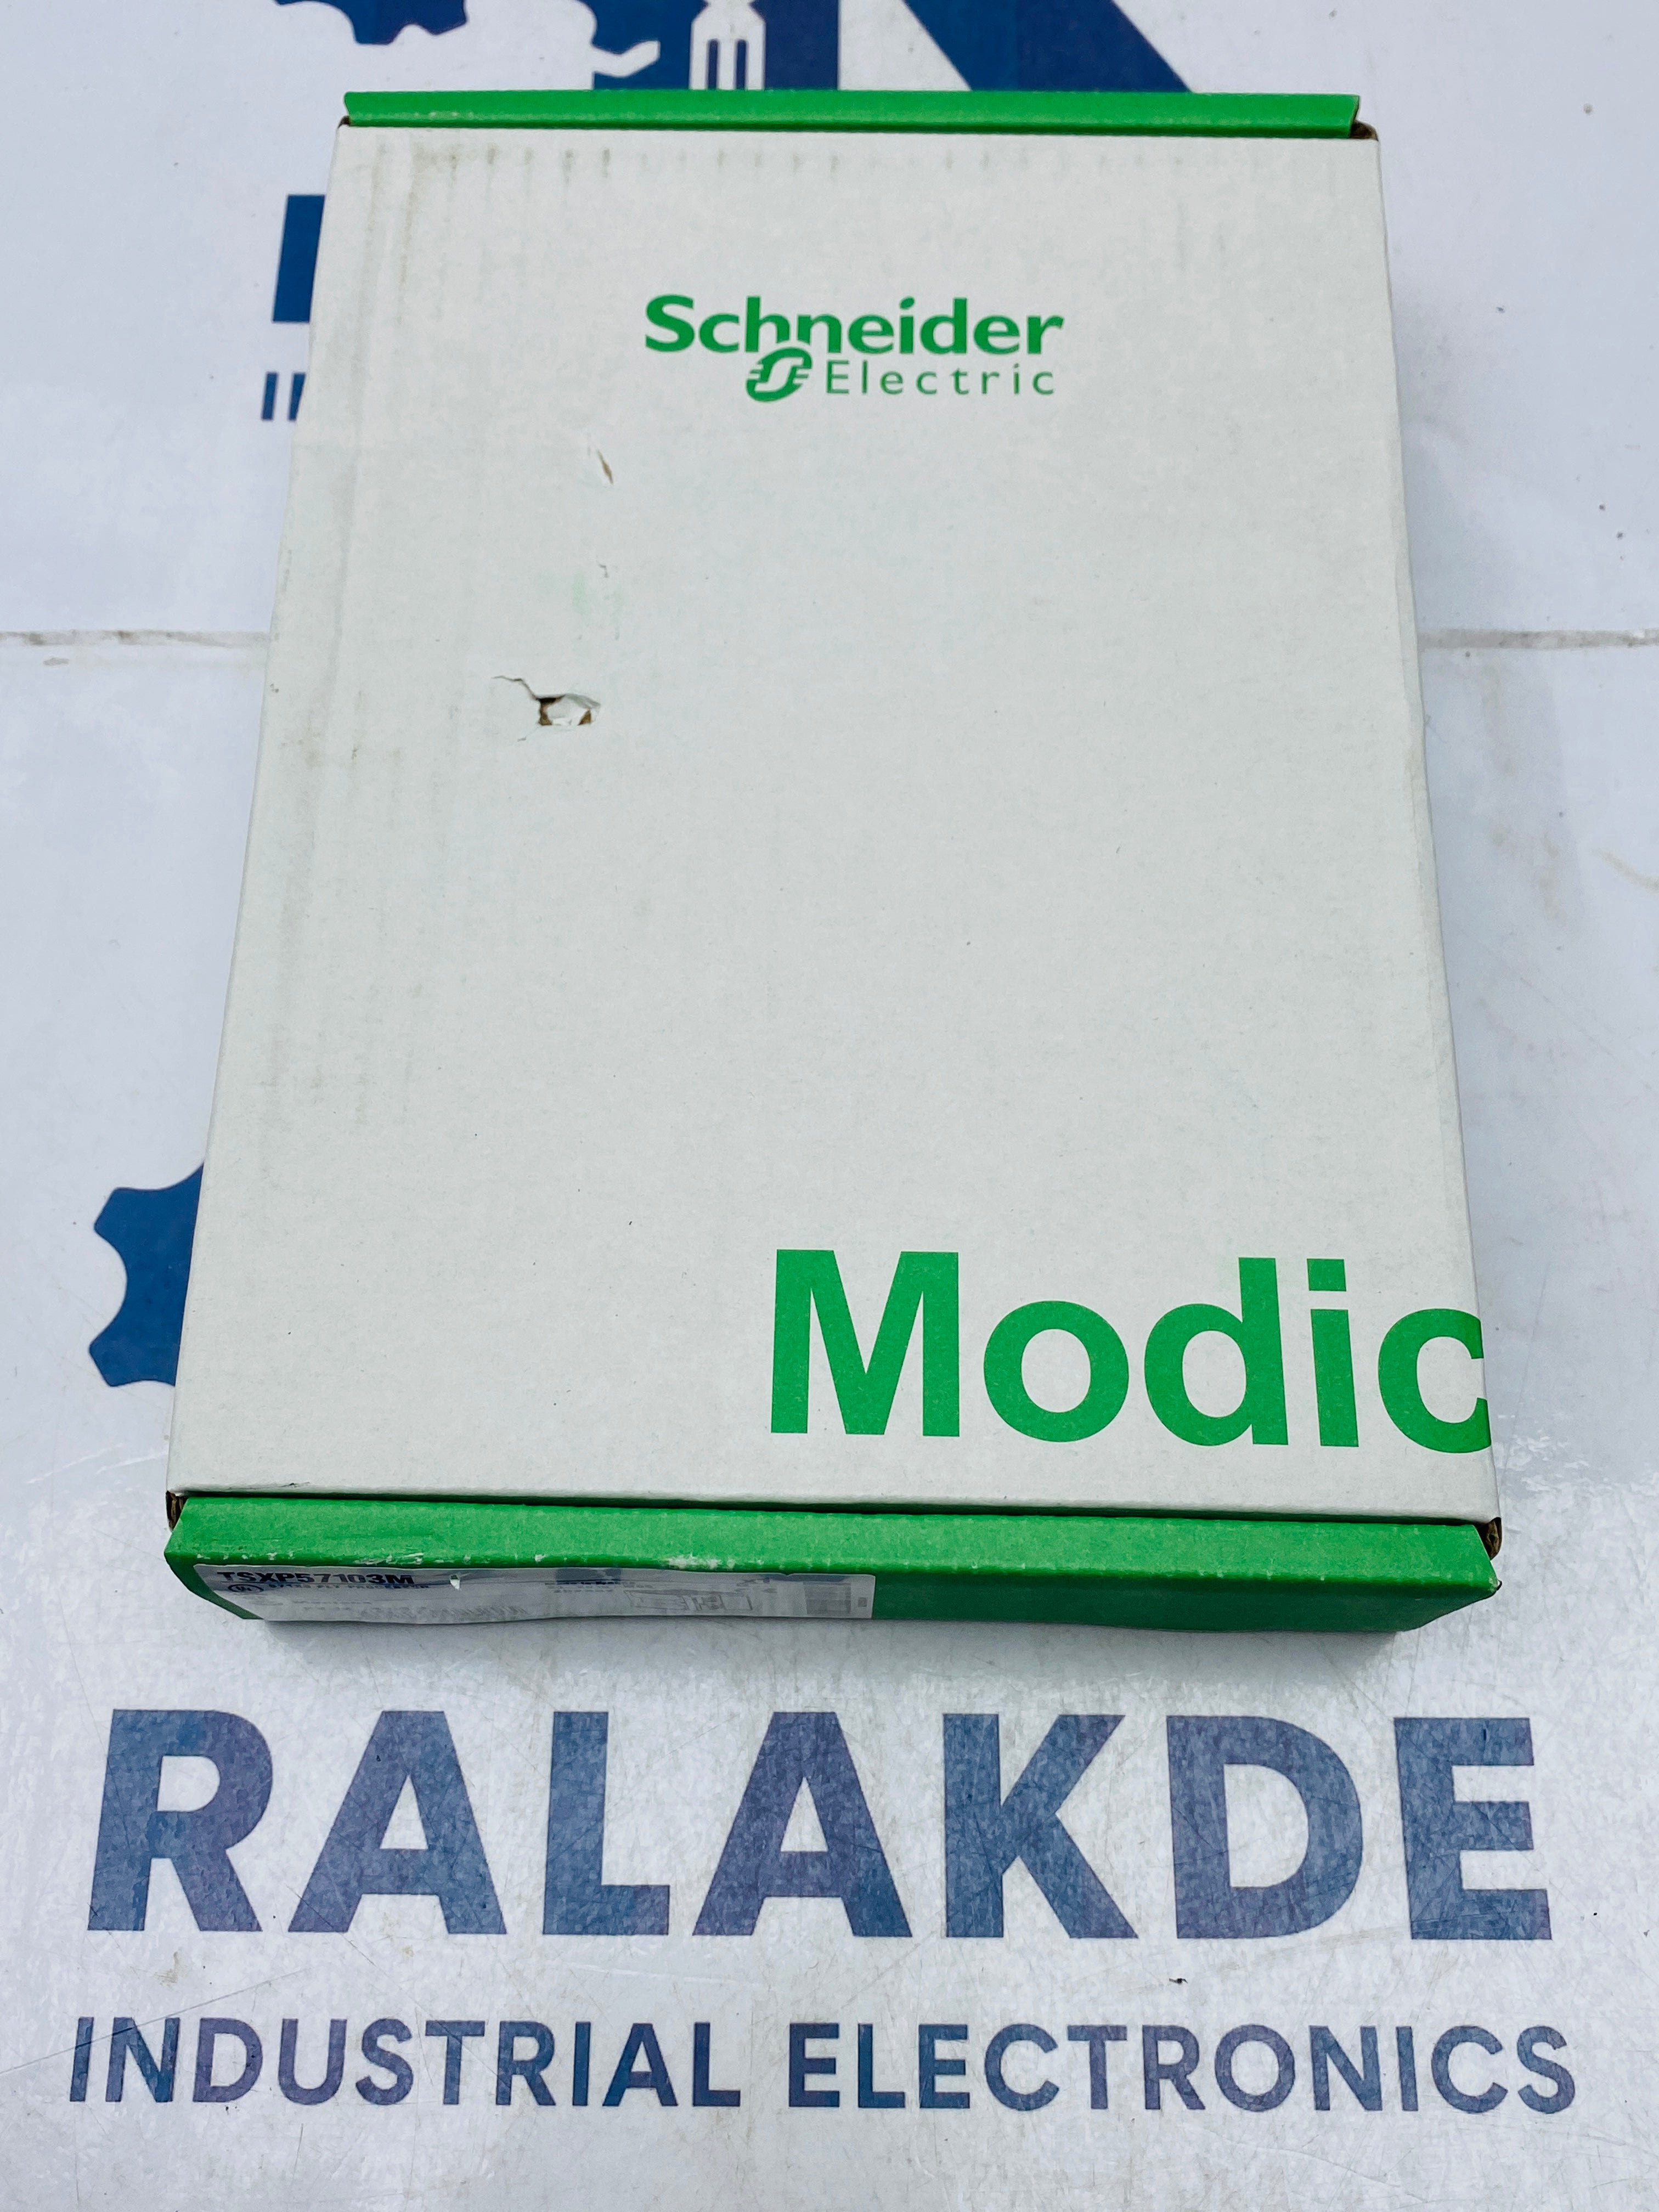 Schneider
Electric
Modic
TSXP57103M
RALAKDE
INDUSTRIAL ELECTRONICS